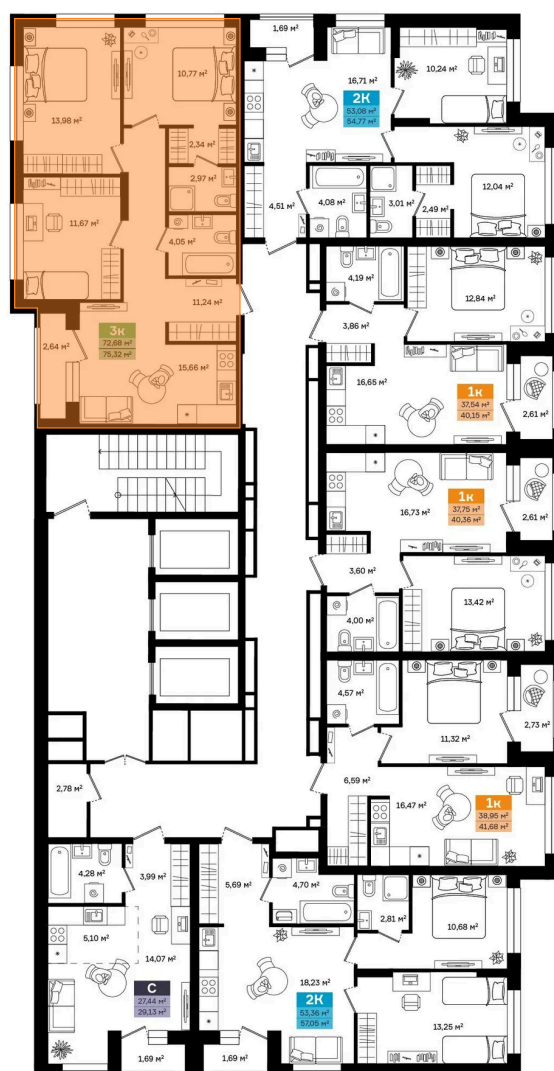 1,69 м²
10,77 м²
16,71 м²
10,24 м²
2К
53,08 м²
54,77 м²
13,98 м²
2,34 м²
2,97 м²
12,04 м²
4,51 м²
4,08 м²
3,01 м²
2,49 м²
11,67 м²
4,05 м²
4,19 м²
11,24 м²
12,84 м²
3,86 м²
3к
72,68 м²
75,32 м²
2,64 м²
15,66 м²
16,65 м²
1к
37,54 м²
40,15 м²
2,61 м²
1к
37,75 м²
40,36 м²
16,73 м²
2,61 м²
3,60 м²
13,42 м²
4,00 м²
4,57 м²
2,73 м²
11,32 м²
6,59 м²
2,78 м²
16,47 м²
1к
38,95 м²
41,68 м²
4,28 м²
3,99 м²
5,69 м²
4,70 м²
2,81 м²
10,68 м²
5,10 м²
14,07 м²
С
27,44 м²
29,13 м²
18,23 м²
2К
53,36 м²
57,05 м²
13,25 м²
1,69 м²
1,69 м²